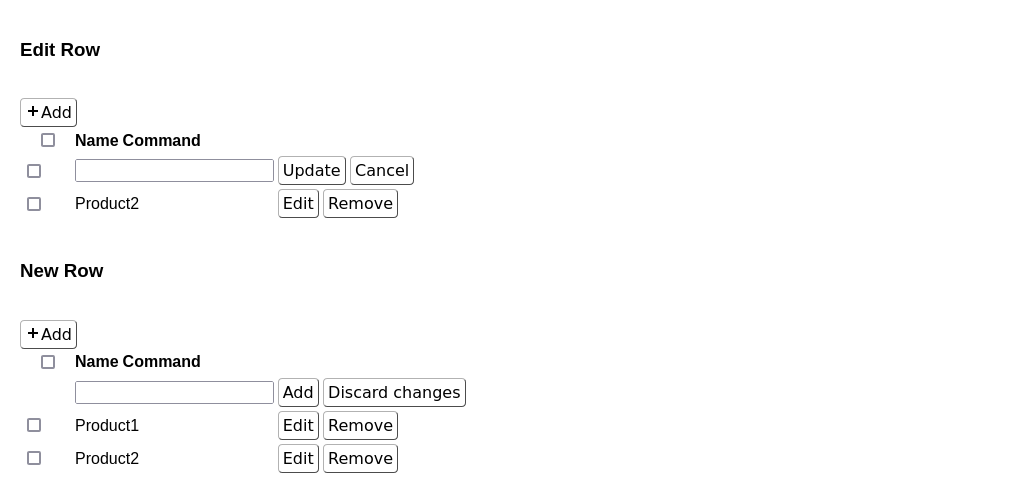 Edit Row
+Add
Name Command
Update Cancel
Product2 Edit Remove
New Row
+Add
Name Command
Add Discard changes
Product1 Edit Remove
Product2 Edit Remove